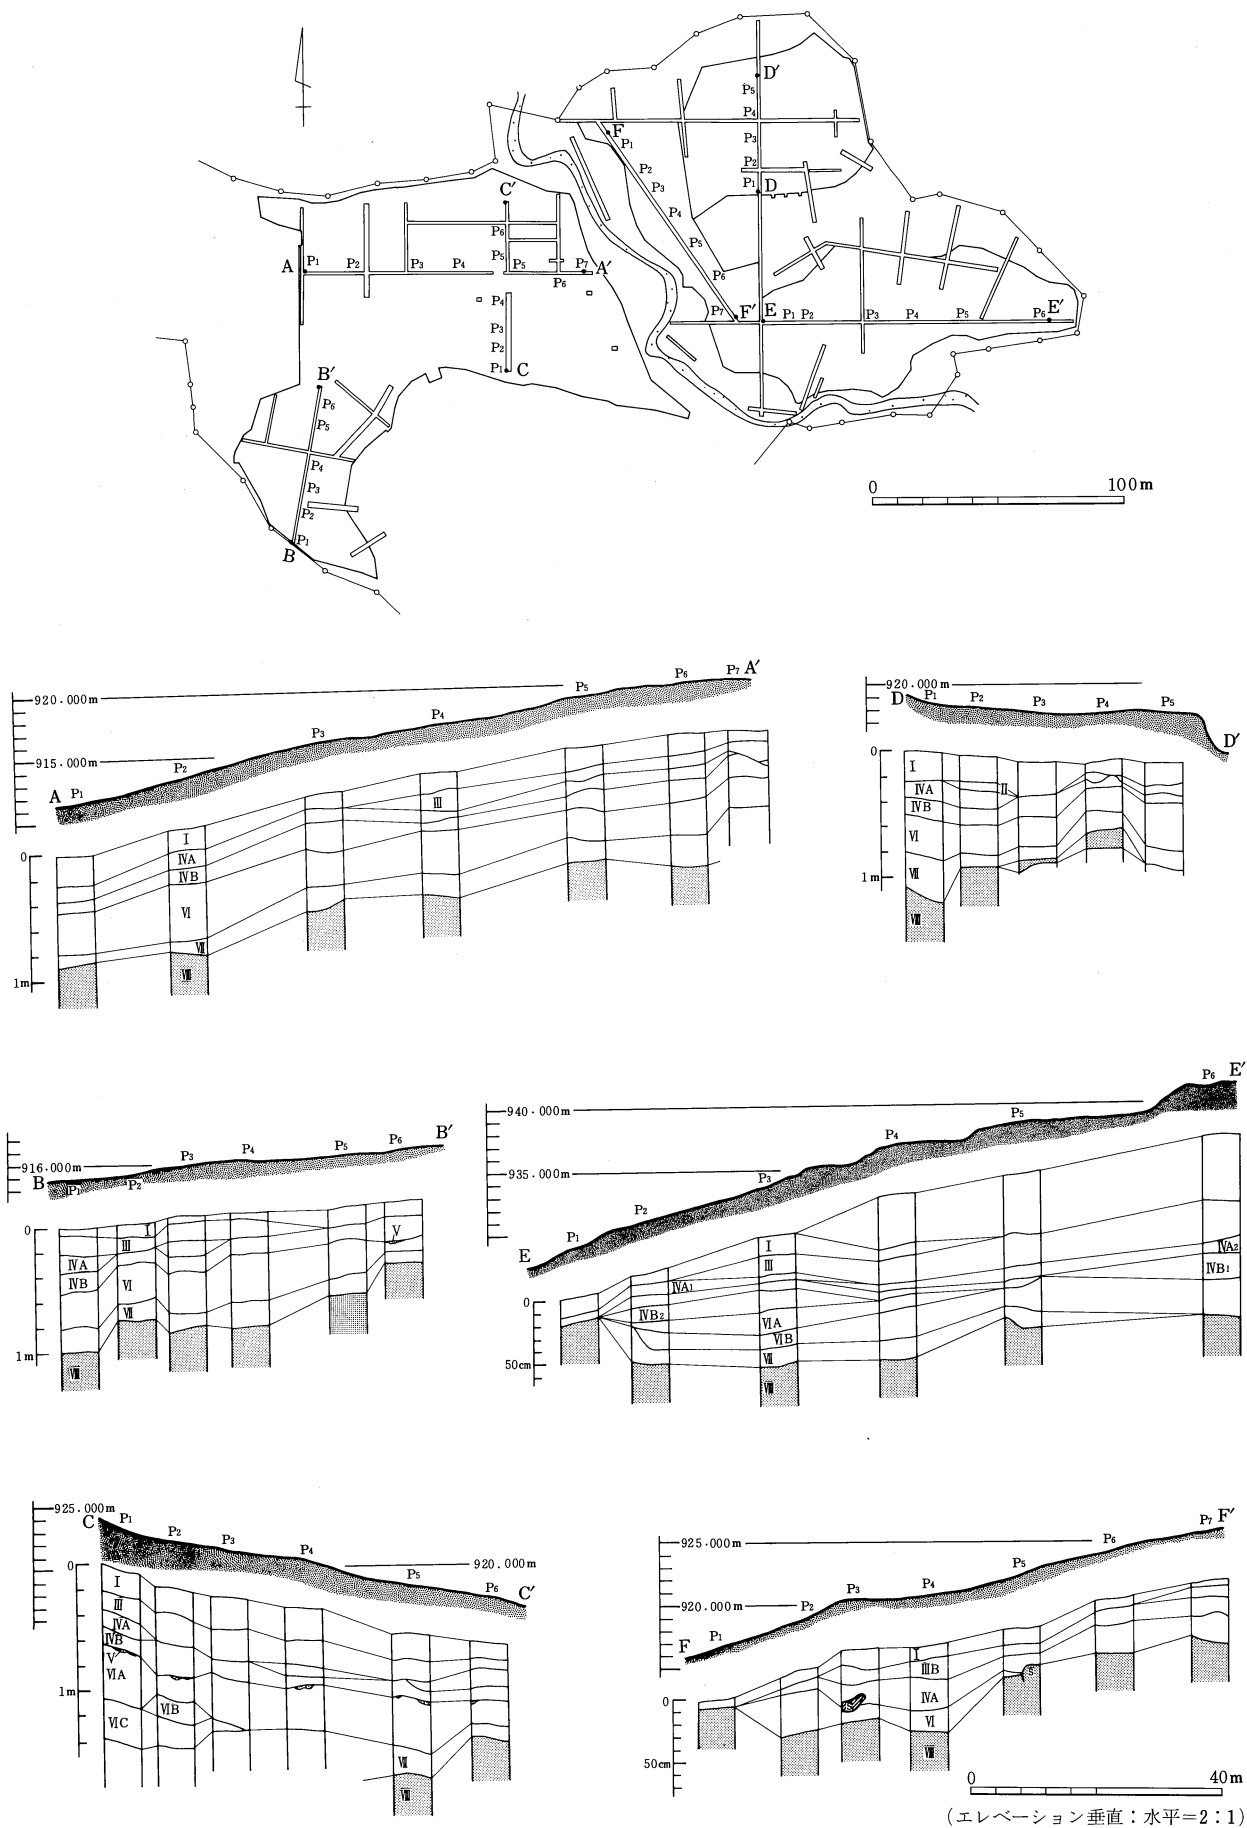 D′
P5
P4
P3
P2
P1 D
F
P1
P2
P3
P4
P5
P6
P7 F′ E P1 P2 P3 P4 P5 P6 E′
C′
P6
P5
A P1 P2 P3 P4 P5 P6 P7 A′
P4
P3
P2
P1 C
B′
P6
P5
P4
P3
P2
P1
B
0 100m
920.000m
915.000m
A P1 P2 P3 P4 P5 P6 P7 A′
0
1m
I
III
IVA
IVB
VI
VII
VIII
920.000m
D P1 P2 P3 P4 P5 D′
0
1m
I
II
IVA
IVB
VI
VII
VIII
916.000m
B P1 P2 P3 P4 P5 P6 B′
0
1m
I
III
IVA
IVB
V
VI
VII
VIII
940.000m
935.000m
E P1 P2 P3 P4 P5 P6 E′
0
50cm
I
III
IVA1
IVA2
IVB1
IVB2
VIA
VIB
VII
VIII
925.000m
920.000m
C P1 P2 P3 P4 P5 P6 C′
0
1m
I
III
IVA
IVB
V
VIA
VIB
VIC
VII
VIII
925.000m
920.000m
F P1 P2 P3 P4 P5 P6 P7 F′
0
50cm
I
IIIB
IVA
VI
VIII
S
0 40m
(エレベーション垂直:水平=2:1)